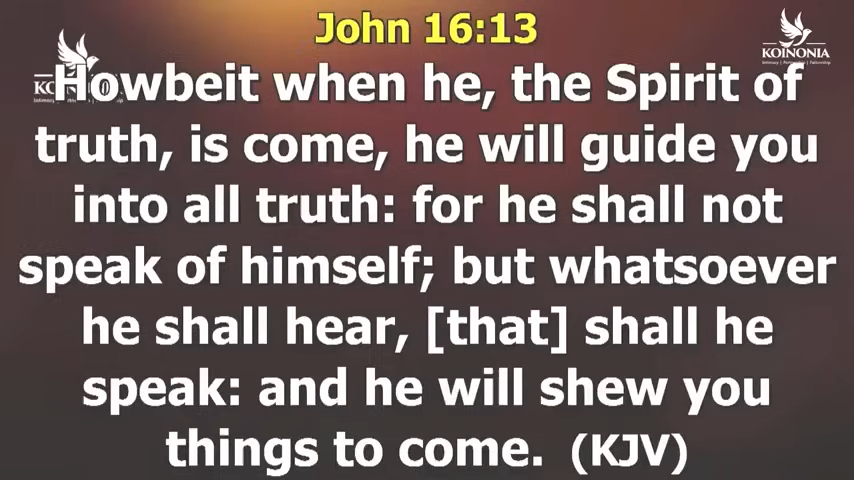 John 16:13
KOINONIA
Howbeit when he, the Spirit of
truth, is come, he will guide you
into all truth: for he shall not
speak of himself; but whatsoever
he shall hear, [that] shall he
speak: and he will shew you
things to come. (KJV)